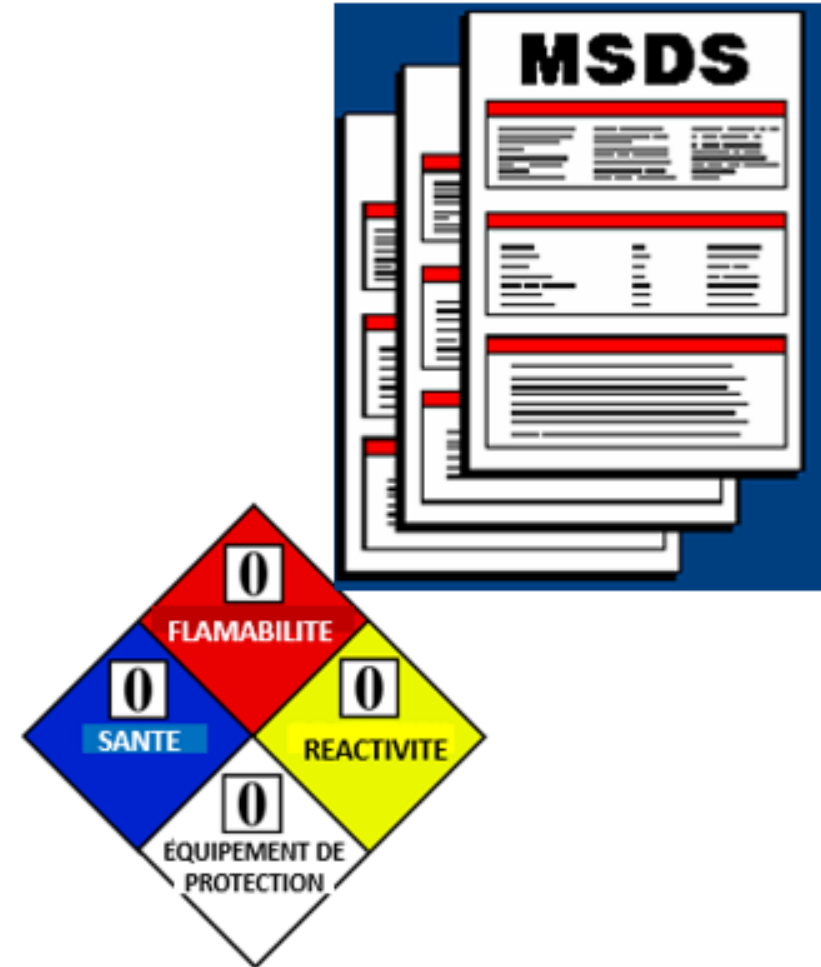 MSDS
0
FLAMABILITE
0
SANTE
0
REACTIVITE
0
ÉQUIPEMENT DE
PROTECTION